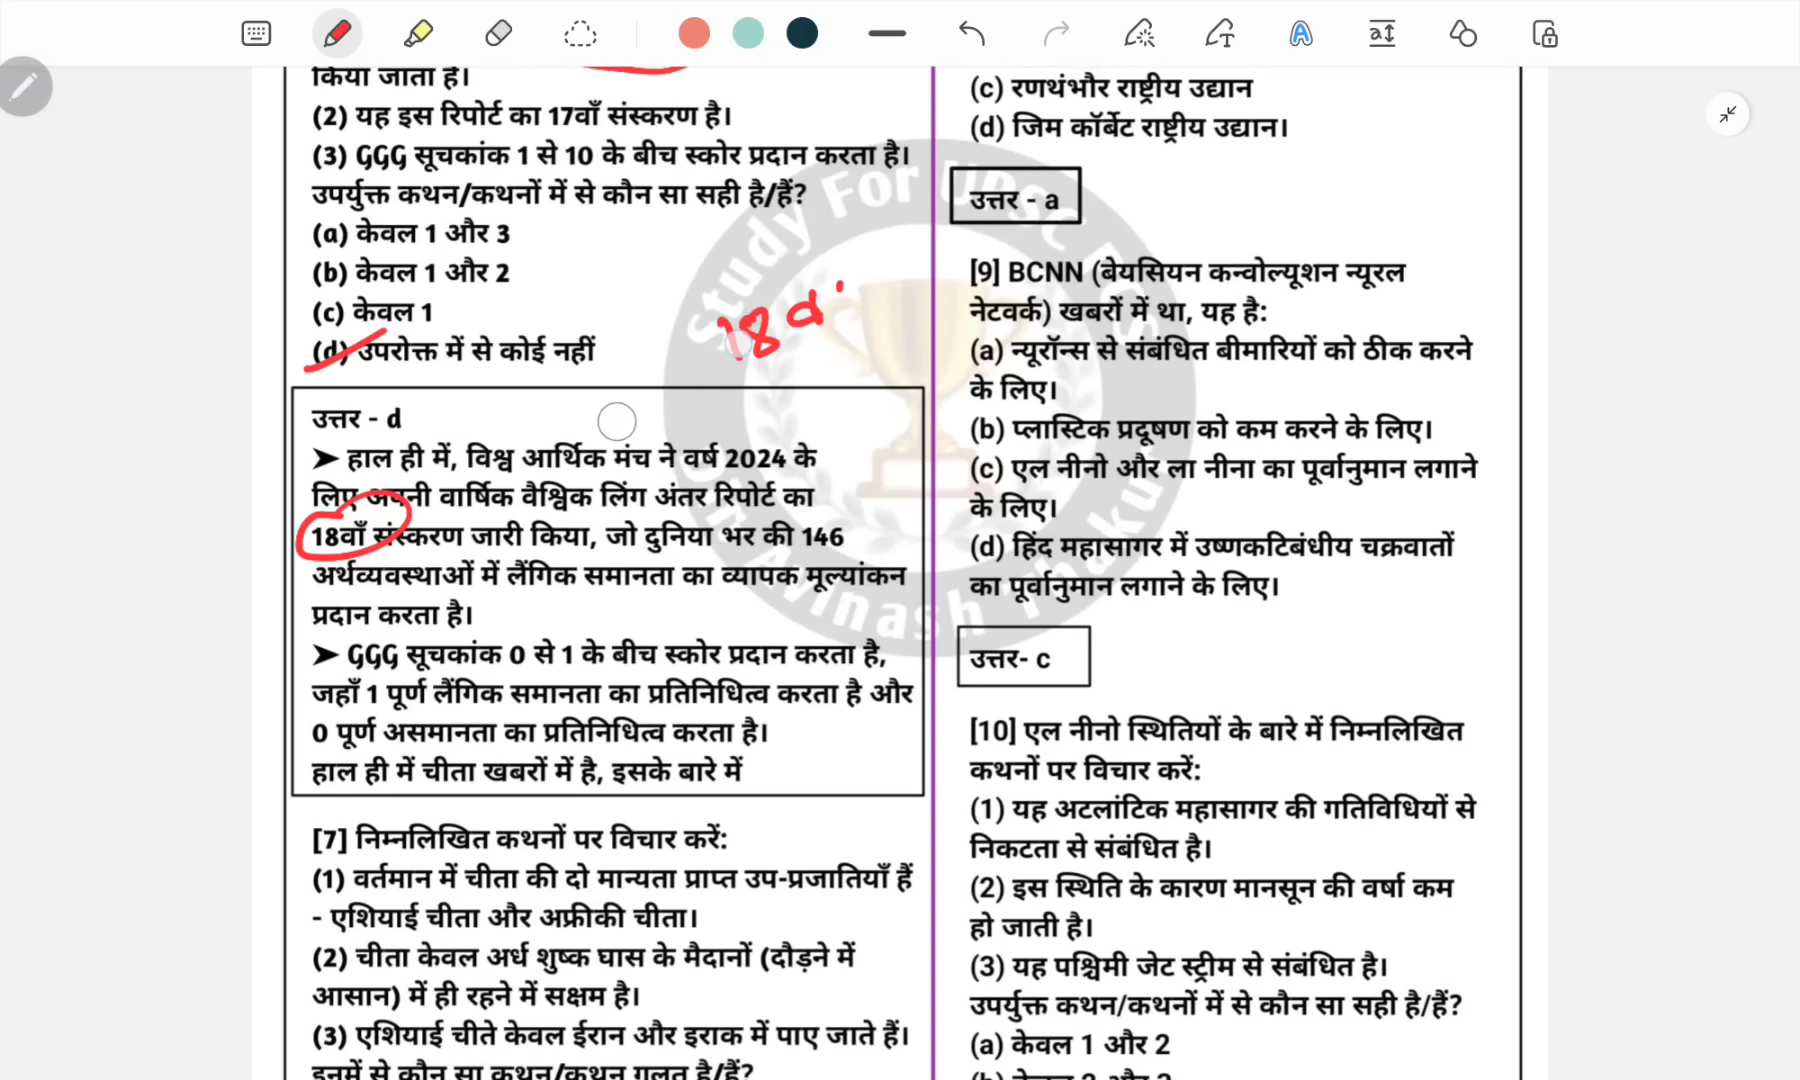 किया जाता है।
(2) यह इस रिपोर्ट का 17वाँ संस्करण है।
(3) GGG सूचकांक 1 से 10 के बीच स्कोर प्रदान करता है।
उपर्युक्त कथन/कथनों में से कौन सा सही है/हैं?
(a) केवल 1 और 3
(b) केवल 1 और 2
(c) केवल 1
(d) उपरोक्त में से कोई नहीं
18वाँ
उत्तर - d
➤ हाल ही में, विश्व आर्थिक मंच ने वर्ष 2024 के
लिए अपनी वार्षिक वैश्विक लिंग अंतर रिपोर्ट का
18वाँ संस्करण जारी किया, जो दुनिया भर की 146
अर्थव्यवस्थाओं में लैंगिक समानता का व्यापक मूल्यांकन
प्रदान करता है।
➤ GGG सूचकांक 0 से 1 के बीच स्कोर प्रदान करता है,
जहाँ 1 पूर्ण लैंगिक समानता का प्रतिनिधित्व करता है और
0 पूर्ण असमानता का प्रतिनिधित्व करता है।
हाल ही में चीता खबरों में है, इसके बारे में
[7] निम्नलिखित कथनों पर विचार करें:
(1) वर्तमान में चीता की दो मान्यता प्राप्त उप-प्रजातियाँ हैं
- एशियाई चीता और अफ्रीकी चीता।
(2) चीता केवल अर्ध शुष्क घास के मैदानों (दौड़ने में
आसान) में ही रहने में सक्षम है।
(3) एशियाई चीते केवल ईरान और इराक में पाए जाते हैं।
इनमें से कौन सा कथन/कथन गलत है/हैं?
(c) रणथंभौर राष्ट्रीय उद्यान
(d) जिम कॉर्बेट राष्ट्रीय उद्यान।
उत्तर - a
[9] BCNN (बेयसियन कन्वोल्यूशन न्यूरल
नेटवर्क) खबरों में था, यह है:
(a) न्यूरॉन्स से संबंधित बीमारियों को ठीक करने
के लिए।
(b) प्लास्टिक प्रदूषण को कम करने के लिए।
(c) एल नीनो और ला नीना का पूर्वानुमान लगाने
के लिए।
(d) हिंद महासागर में उष्णकटिबंधीय चक्रवातों
का पूर्वानुमान लगाने के लिए।
उत्तर- c
[10] एल नीनो स्थितियों के बारे में निम्नलिखित
कथनों पर विचार करें:
(1) यह अटलांटिक महासागर की गतिविधियों से
निकटता से संबंधित है।
(2) इस स्थिति के कारण मानसून की वर्षा कम
हो जाती है।
(3) यह पश्चिमी जेट स्ट्रीम से संबंधित है।
उपर्युक्त कथन/कथनों में से कौन सा सही है/हैं?
(a) केवल 1 और 2
Study For UPSC PCS
Avinash Thakur